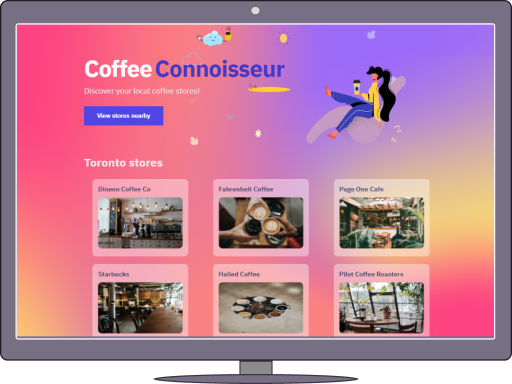 Coffee Connoisseur
Discover your local coffee stores!
View stores nearby
Toronto stores
Dineen Coffee Co
Fahrenheit Coffee
Page One Cafe
Starbucks
Hailed Coffee
Pilot Coffee Roasters